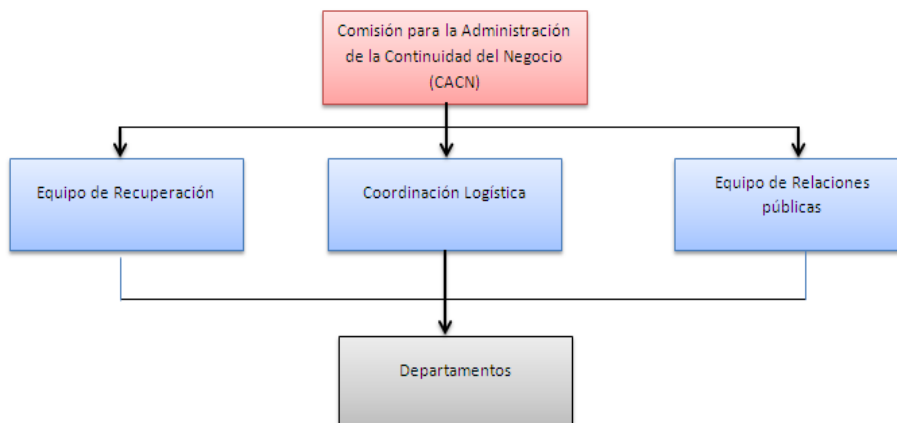 Comisión para la Administración
de la Continuidad del Negocio
(CACN)
Equipo de Recuperación
Coordinación Logística
Equipo de Relaciones
públicas
Departamentos